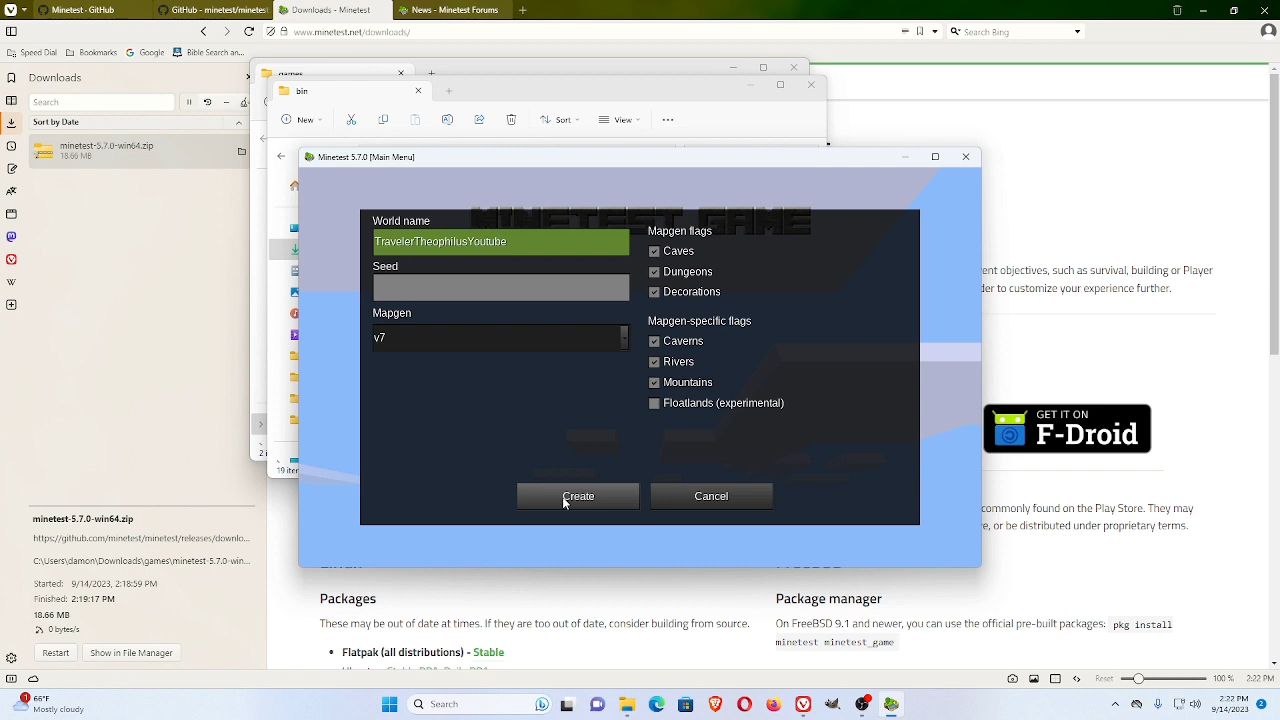 Minetest - GitHub
GitHub - minetest/minetest
Downloads - Minetest
News - Minetest Forums
www.minetest.net/downloads/
Search Bing
Speed Dial
Bookmarks
Google
Bible Search an...
Downloads
Search
Sort by Date
minetest-5.7.0-win64.zip
18.66 MB
bin
New
Sort
View
Minetest 5.7.0 [Main Menu]
MINETEST GAME
World name
TravelerTheophilusYoutube
Seed
Mapgen
v7
Mapgen flags
Caves
Dungeons
Decorations
Mapgen-specific flags
Caverns
Rivers
Mountains
Floatlands (experimental)
Create
Cancel
ent objectives, such as survival, building or Player
der to customize your experience further.
GET IT ON
F-Droid
commonly found on the Play Store. They may
e, or be distributed under proprietary terms.
19 iter
minetest-5.7.0-win64.zip
https://github.com/minetest/minetest/releases/downlo...
C:\Users\damon\Downloads\games\minetest-5.7.0-win...
Started: 9/14/2023, 2:18:59 PM
Finished: 2:19:17 PM
18.66 MB
0 bytes/s
Restart
Show in File Manager
Packages
These may be out of date at times. If they are too out of date, consider building from source.
Flatpak (all distributions) - Stable
Package manager
On FreeBSD 9.1 and newer, you can use the official pre-built packages: pkg install
minetest minetest_game
Reset
100 %
2:22 PM
1
66°F
Mostly cloudy
Search
2:22 PM
9/14/2023
2